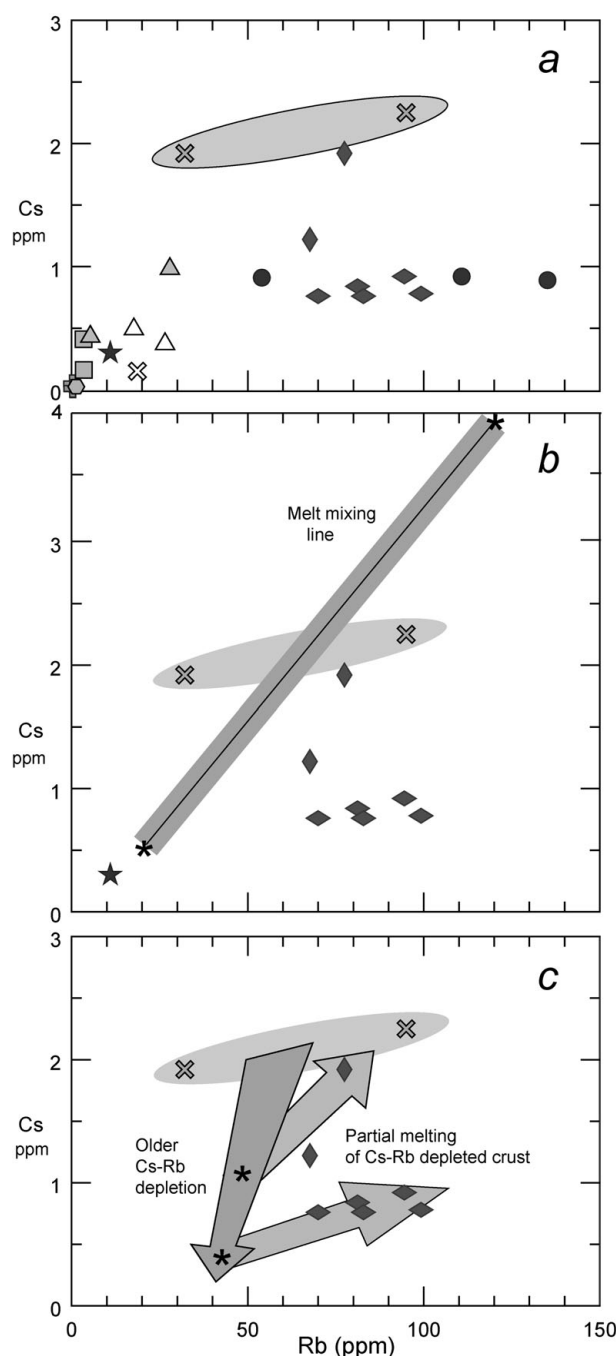 3
a
2
Cs
ppm
1
0
4
b
Melt mixing
line
3
2
Cs
ppm
1
0
3
c
2
Cs
ppm
Older
Cs-Rb
depletion
Partial melting
of Cs-Rb depleted crust
1
0
0 50 100 150
Rb (ppm)